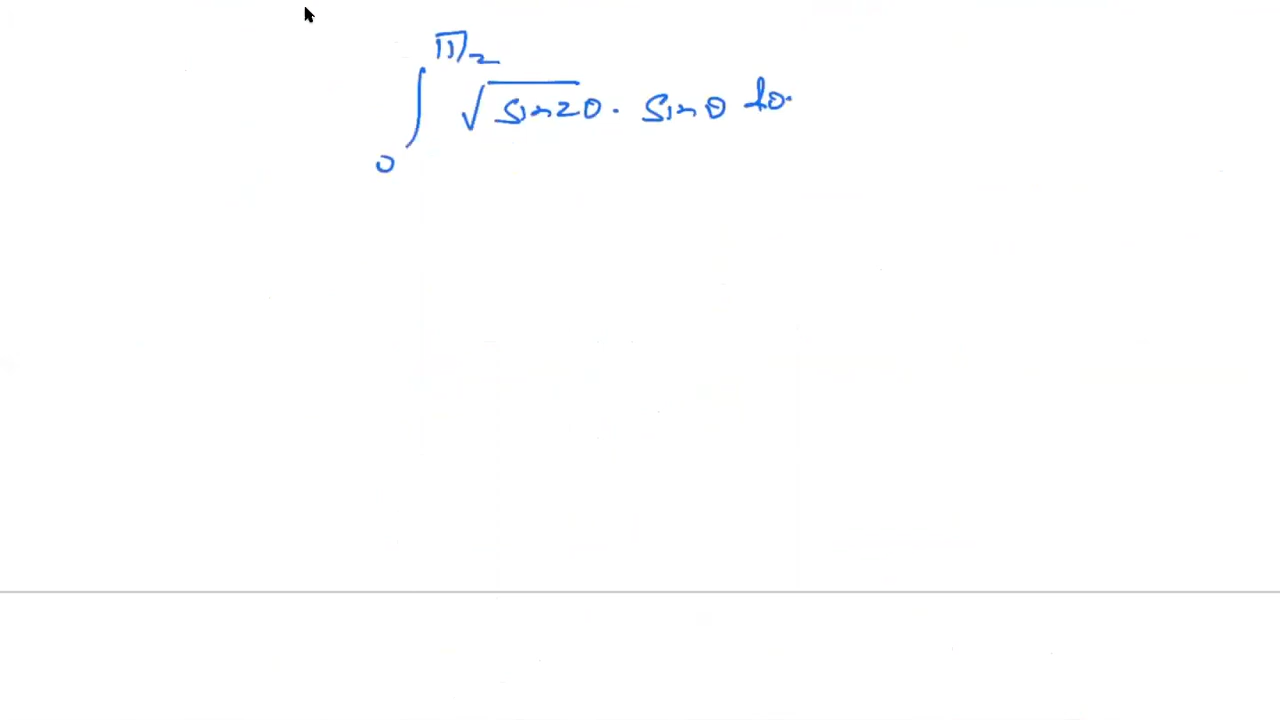 ∫₀^{π/2} √(sin2θ) · sinθ dθ.